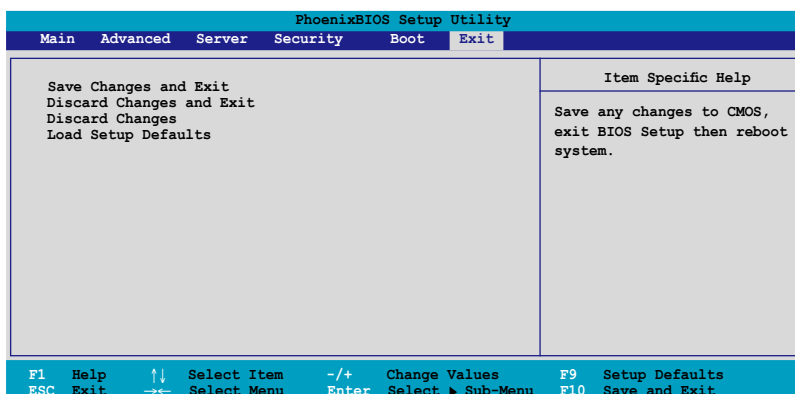 PhoenixBIOS Setup Utility
Main Advanced Server Security Boot Exit
Save Changes and Exit
Discard Changes and Exit
Discard Changes
Load Setup Defaults
Item Specific Help
Save any changes to CMOS,
exit BIOS Setup then reboot
system.
F1 Help ↑↓ Select Item -/+ Change Values F9 Setup Defaults
ESC Exit →← Select Menu Enter Select ▶ Sub-Menu F10 Save and Exit